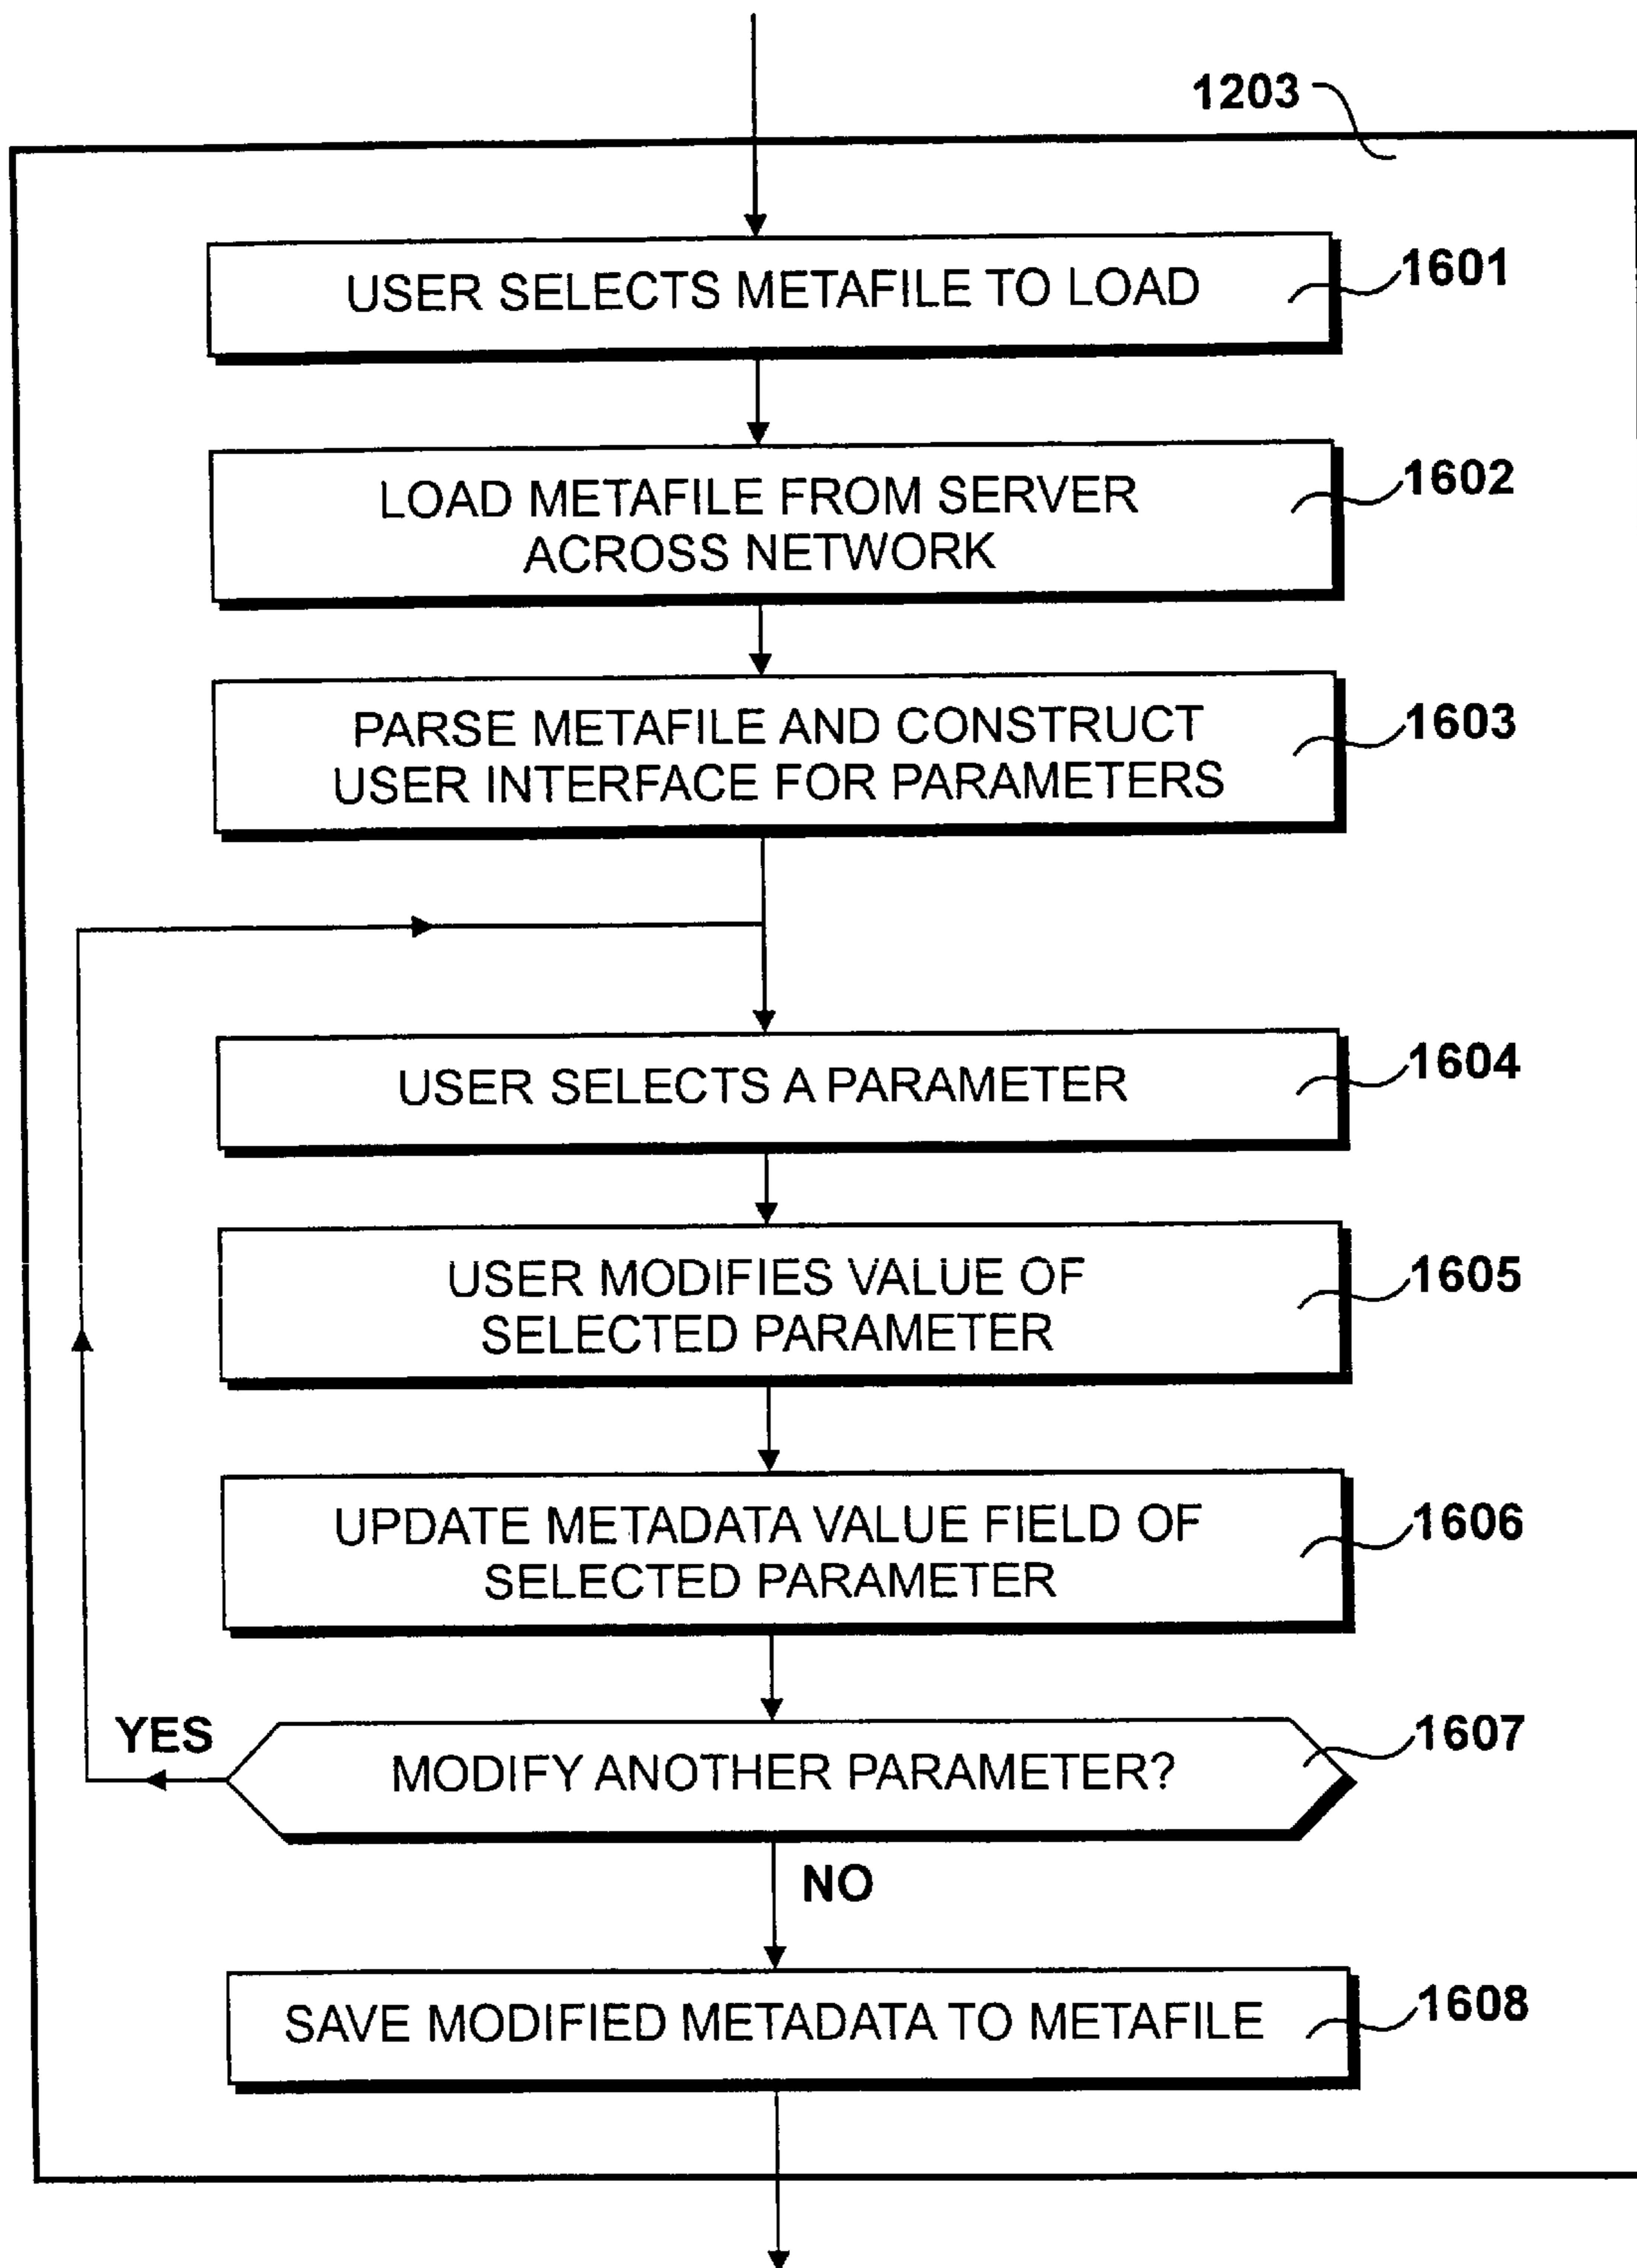 1203
USER SELECTS METAFILE TO LOAD
1601
LOAD METAFILE FROM SERVER
ACROSS NETWORK
1602
PARSE METAFILE AND CONSTRUCT
USER INTERFACE FOR PARAMETERS
1603
USER SELECTS A PARAMETER
1604
USER MODIFIES VALUE OF
SELECTED PARAMETER
1605
UPDATE METADATA VALUE FIELD OF
SELECTED PARAMETER
1606
YES
MODIFY ANOTHER PARAMETER?
1607
NO
SAVE MODIFIED METADATA TO METAFILE
1608